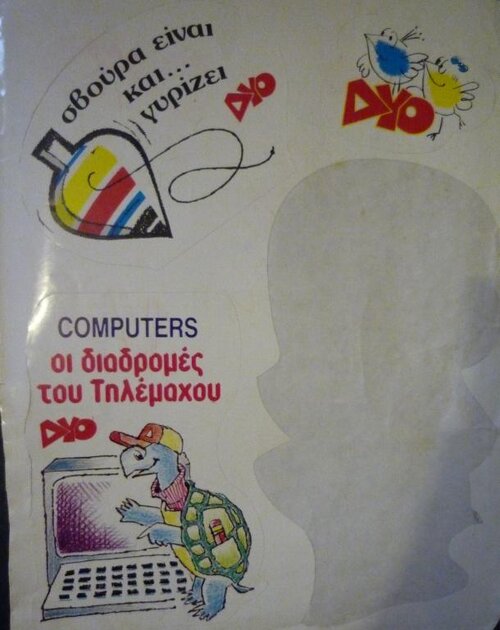 σβούρα είναι
και...
γυρίζει
ΔΥΟ
ΔΥΟ
COMPUTERS
οι διαδρομές
του Τηλέμαχου
ΔΥΟ